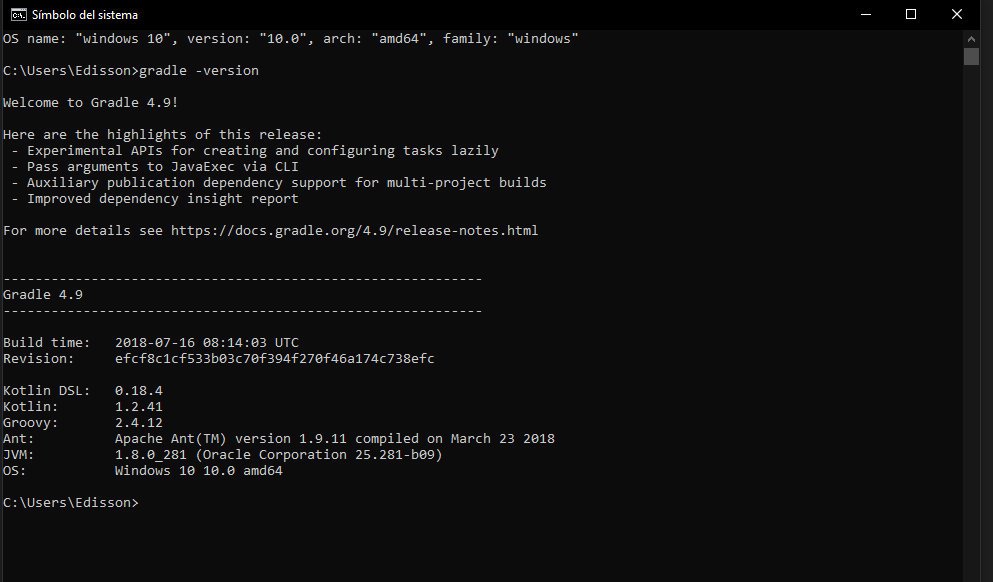 Símbolo del sistema
OS name: "windows 10", version: "10.0", arch: "amd64", family: "windows"
C:\Users\Edisson>gradle -version
Welcome to Gradle 4.9!
Here are the highlights of this release:
- Experimental APIs for creating and configuring tasks lazily
- Pass arguments to JavaExec via CLI
- Auxiliary publication dependency support for multi-project builds
- Improved dependency insight report
For more details see https://docs.gradle.org/4.9/release-notes.html
------------------------------------------------------------
Gradle 4.9
------------------------------------------------------------
Build time:   2018-07-16 08:14:03 UTC
Revision:     efcf8c1cf533b03c70f394f270f46a174c738efc
Kotlin DSL:   0.18.4
Kotlin:       1.2.41
Groovy:       2.4.12
Ant:          Apache Ant(TM) version 1.9.11 compiled on March 23 2018
JVM:          1.8.0_281 (Oracle Corporation 25.281-b09)
OS:           Windows 10 10.0 amd64
C:\Users\Edisson>